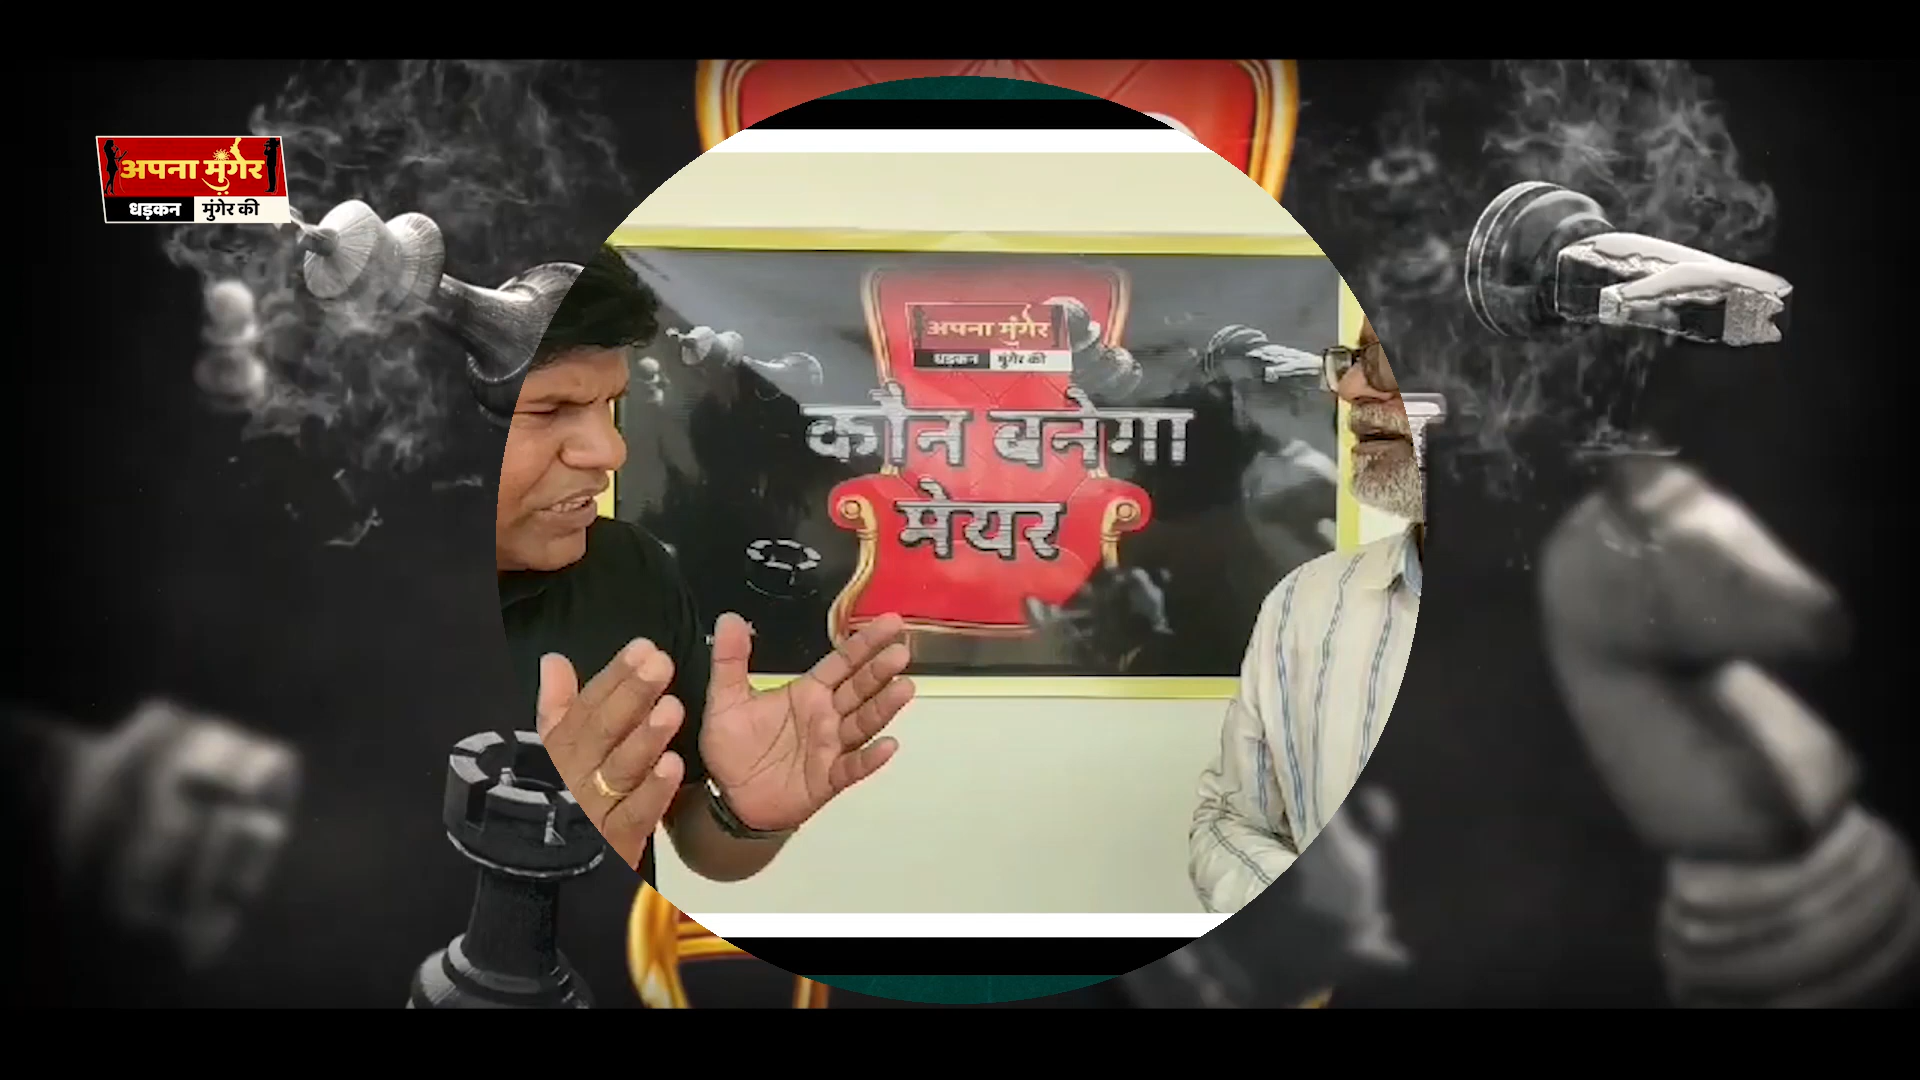 अपना मुंगेर
धड़कन मुंगेर की
अपना मुंगेर
धड़कन मुंगेर की
कौन बनेगा
मेयर